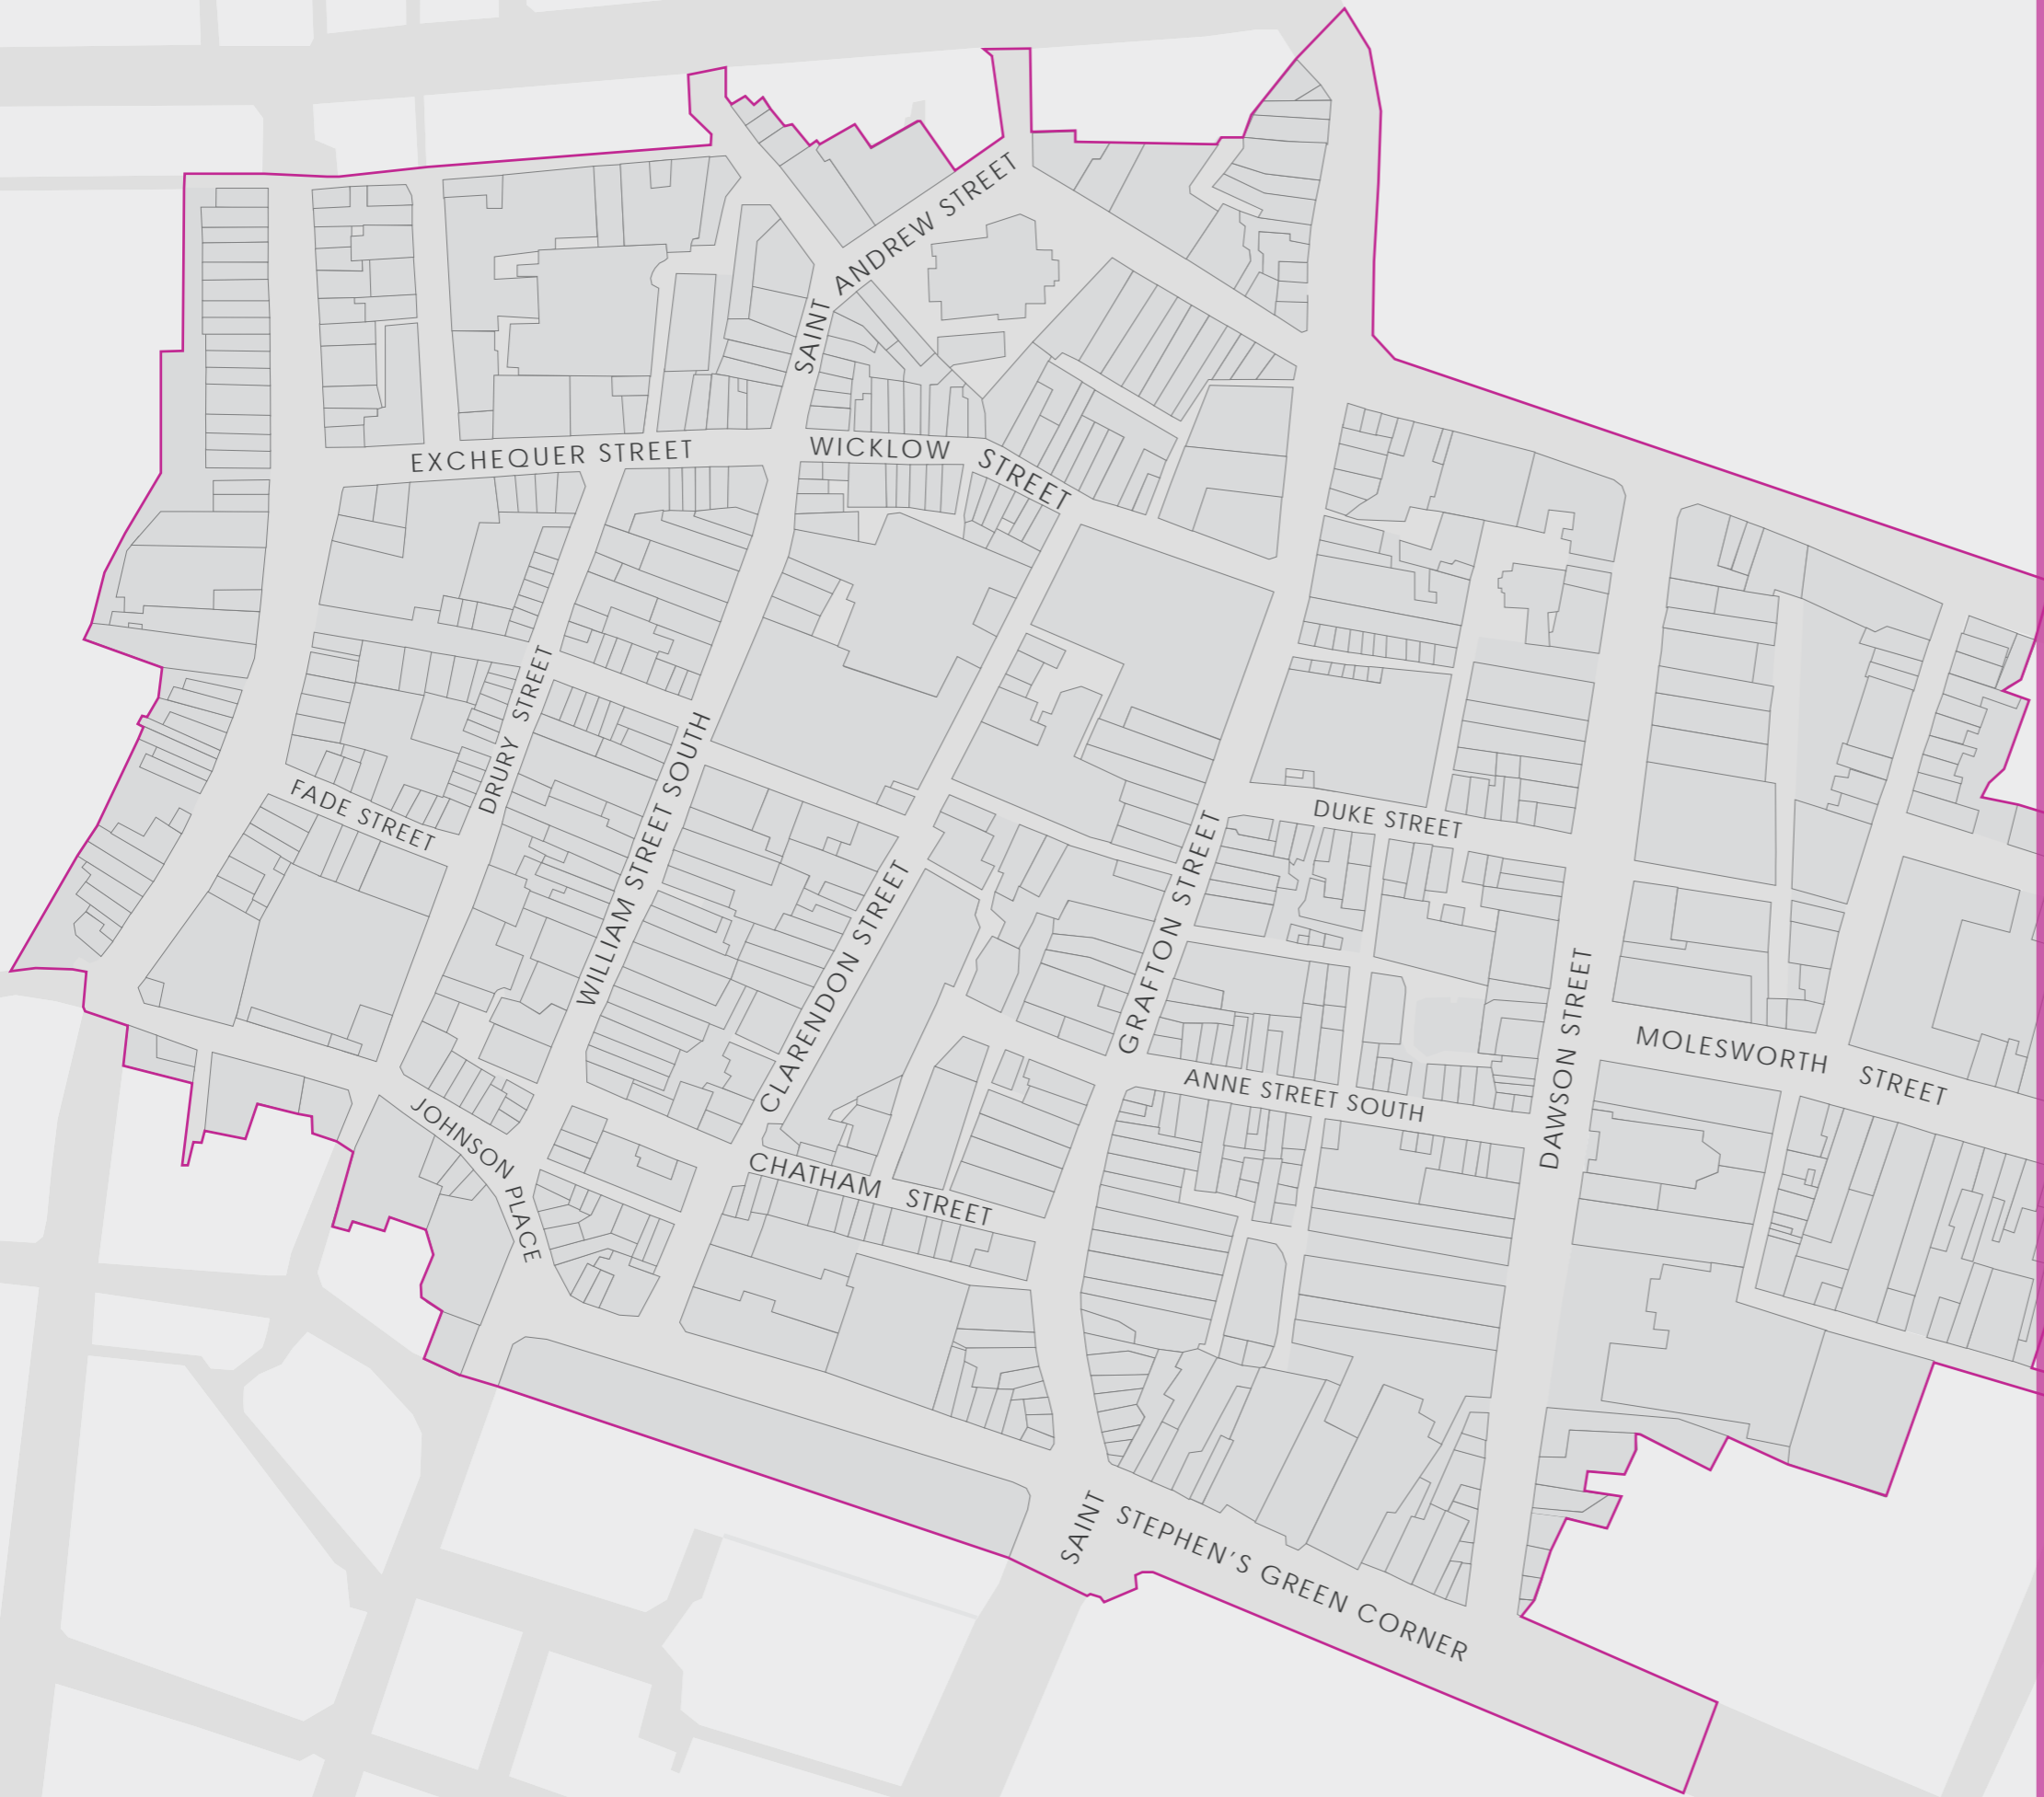 SAINT ANDREW STREET
EXCHEQUER STREET
WICKLOW STREET
DRURY STREET
WILLIAM STREET SOUTH
FADE STREET
DUKE STREET
CLARENDON STREET
GRAFTON STREET
DAWSON STREET
MOLESWORTH STREET
ANNE STREET SOUTH
JOHNSON PLACE
CHATHAM STREET
SAINT STEPHEN'S GREEN CORNER